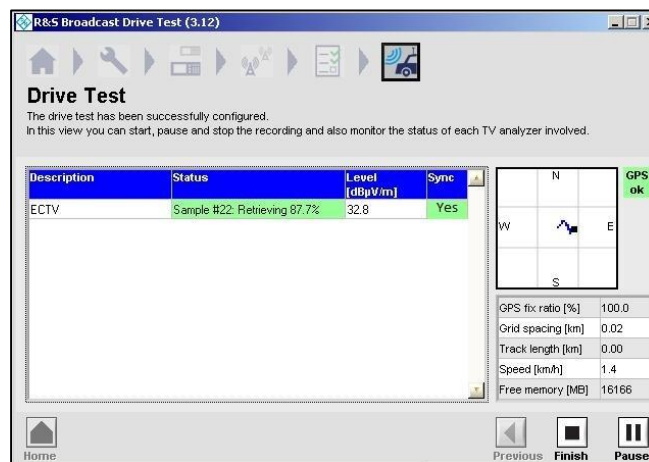 R&S Broadcast Drive Test (3.12)
Drive Test
The drive test has been successfully configured.
In this view you can start, pause and stop the recording and also monitor the status of each TV analyzer involved.
Description Status Level [dBµV/m] Sync
ECTV Sample #22: Retrieving 87.7% 32.8 Yes
N
W E
S
GPS
ok
GPS fix ratio [%] 100.0
Grid spacing [km] 0.02
Track length [km] 0.00
Speed [km/h] 1.4
Free memory [MB] 16166
Home Previous Finish Pause